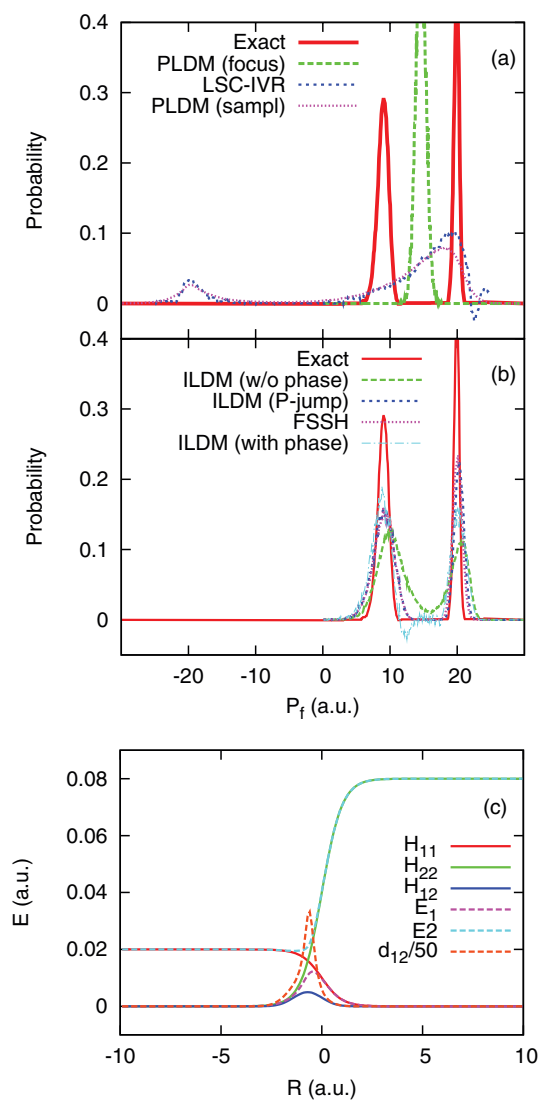 0.4
0.3
0.2
0.1
0
Probability
Exact
PLDM (focus)
LSC-IVR
PLDM (sampl)
(a)
0.4
0.3
0.2
0.1
0
Probability
Exact
ILDM (w/o phase)
ILDM (P-jump)
FSSH
ILDM (with phase)
(b)
-20 -10 0 10 20
P_f (a.u.)
0.08
0.06
0.04
0.02
0
E (a.u.)
(c)
H_11
H_22
H_12
E_1
E2
d_12/50
-10 -5 0 5 10
R (a.u.)